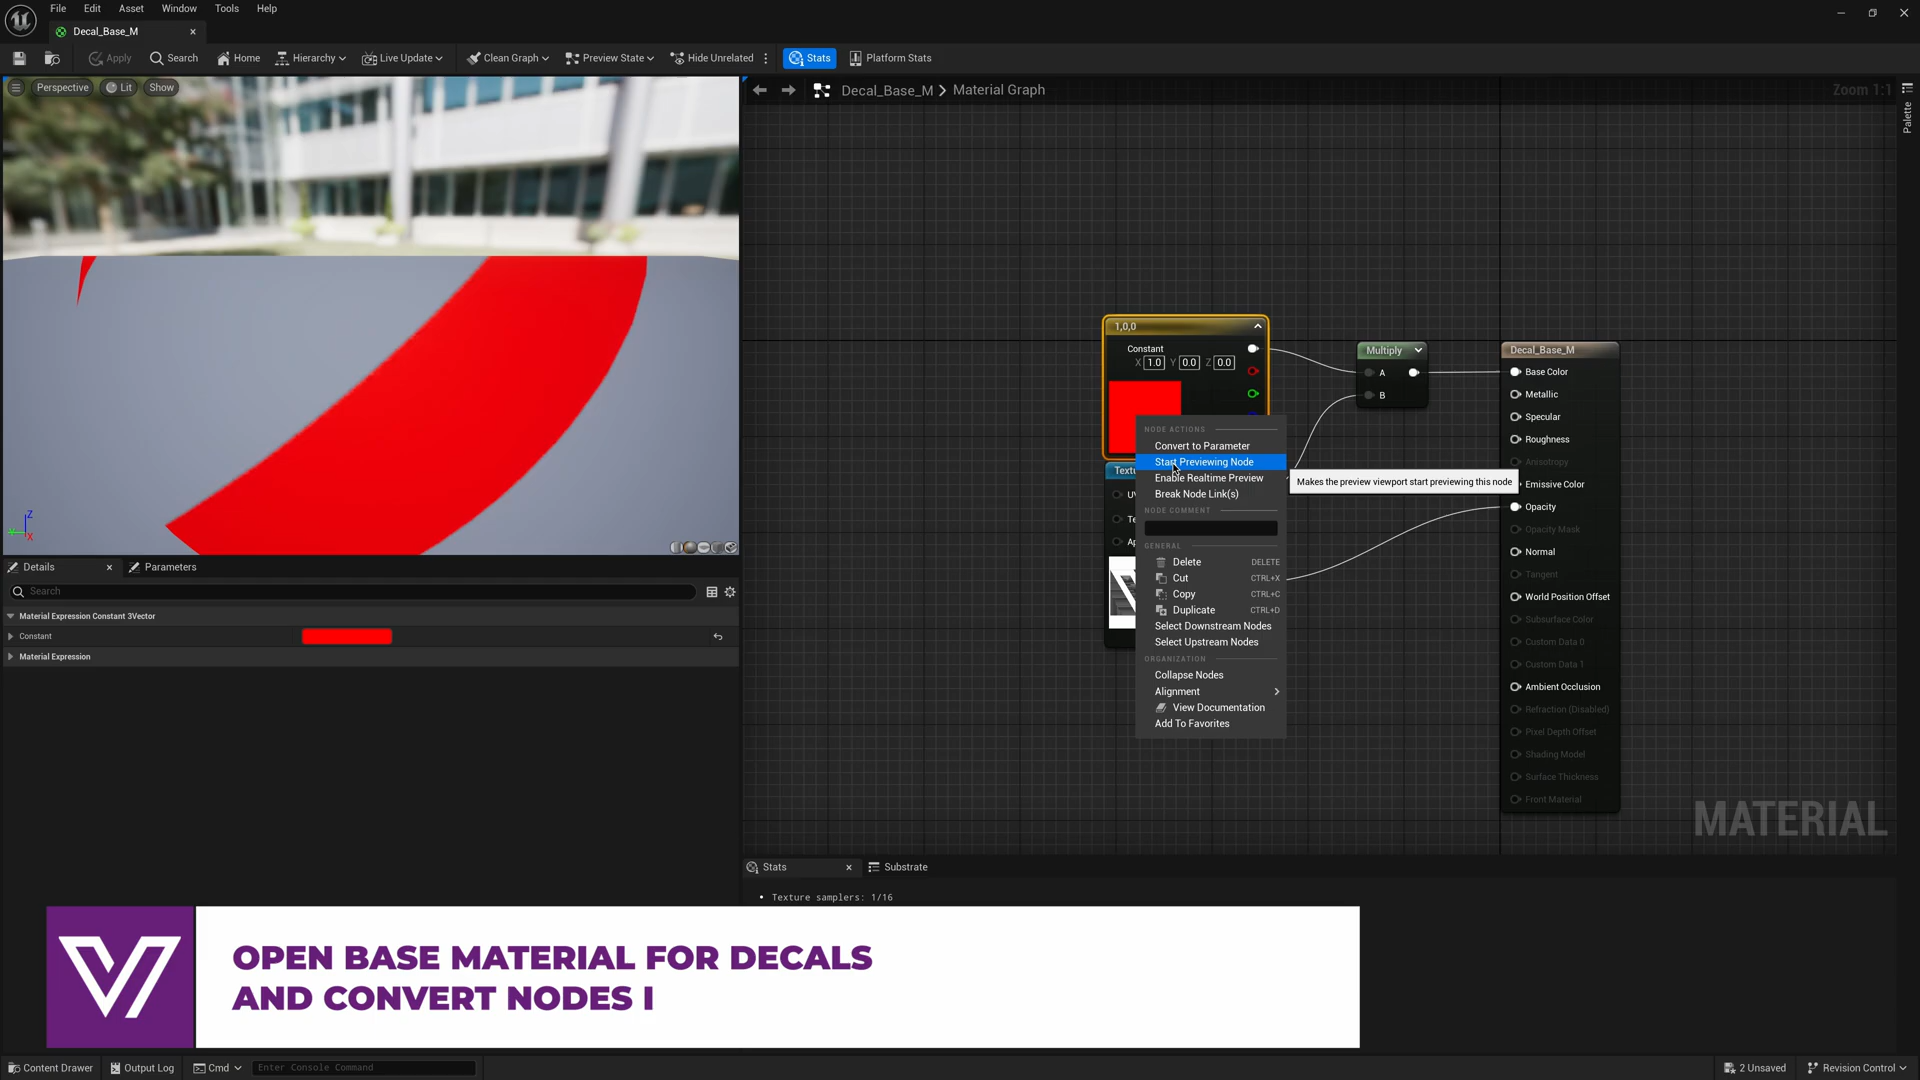 File Edit Asset Window Tools Help
Decal_Base_M
Apply Search Home Hierarchy Live Update Clean Graph Preview State Hide Unrelated Stats Platform Stats
Perspective Lit Show
Decal_Base_M > Material Graph Zoom 1:1
Palette
1,0,0
Constant
X 1.0 Y 0.0 Z 0.0
Multiply
A
B
Decal_Base_M
Base Color
Metallic
Specular
Roughness
Anisotropy
Emissive Color
Opacity
Opacity Mask
Normal
Tangent
World Position Offset
Subsurface Color
Custom Data 0
Custom Data 1
Ambient Occlusion
Refraction (Disabled)
Pixel Depth Offset
Shading Model
Surface Thickness
Front Material
NODE ACTIONS
Convert to Parameter
Start Previewing Node
Enable Realtime Preview
Break Node Link(s)
NODE COMMENT
GENERAL
Delete DELETE
Cut CTRL+X
Copy CTRL+C
Duplicate CTRL+D
Select Downstream Nodes
Select Upstream Nodes
ORGANIZATION
Collapse Nodes
Alignment
View Documentation
Add To Favorites
Makes the preview viewport start previewing this node
MATERIAL
Z
X
Details Parameters
Search
Material Expression Constant 3Vector
Constant
Material Expression
Stats Substrate
• Texture samplers: 1/16
OPEN BASE MATERIAL FOR DECALS
AND CONVERT NODES I
Content Drawer Output Log Cmd Enter Console Command 2 Unsaved Revision Control